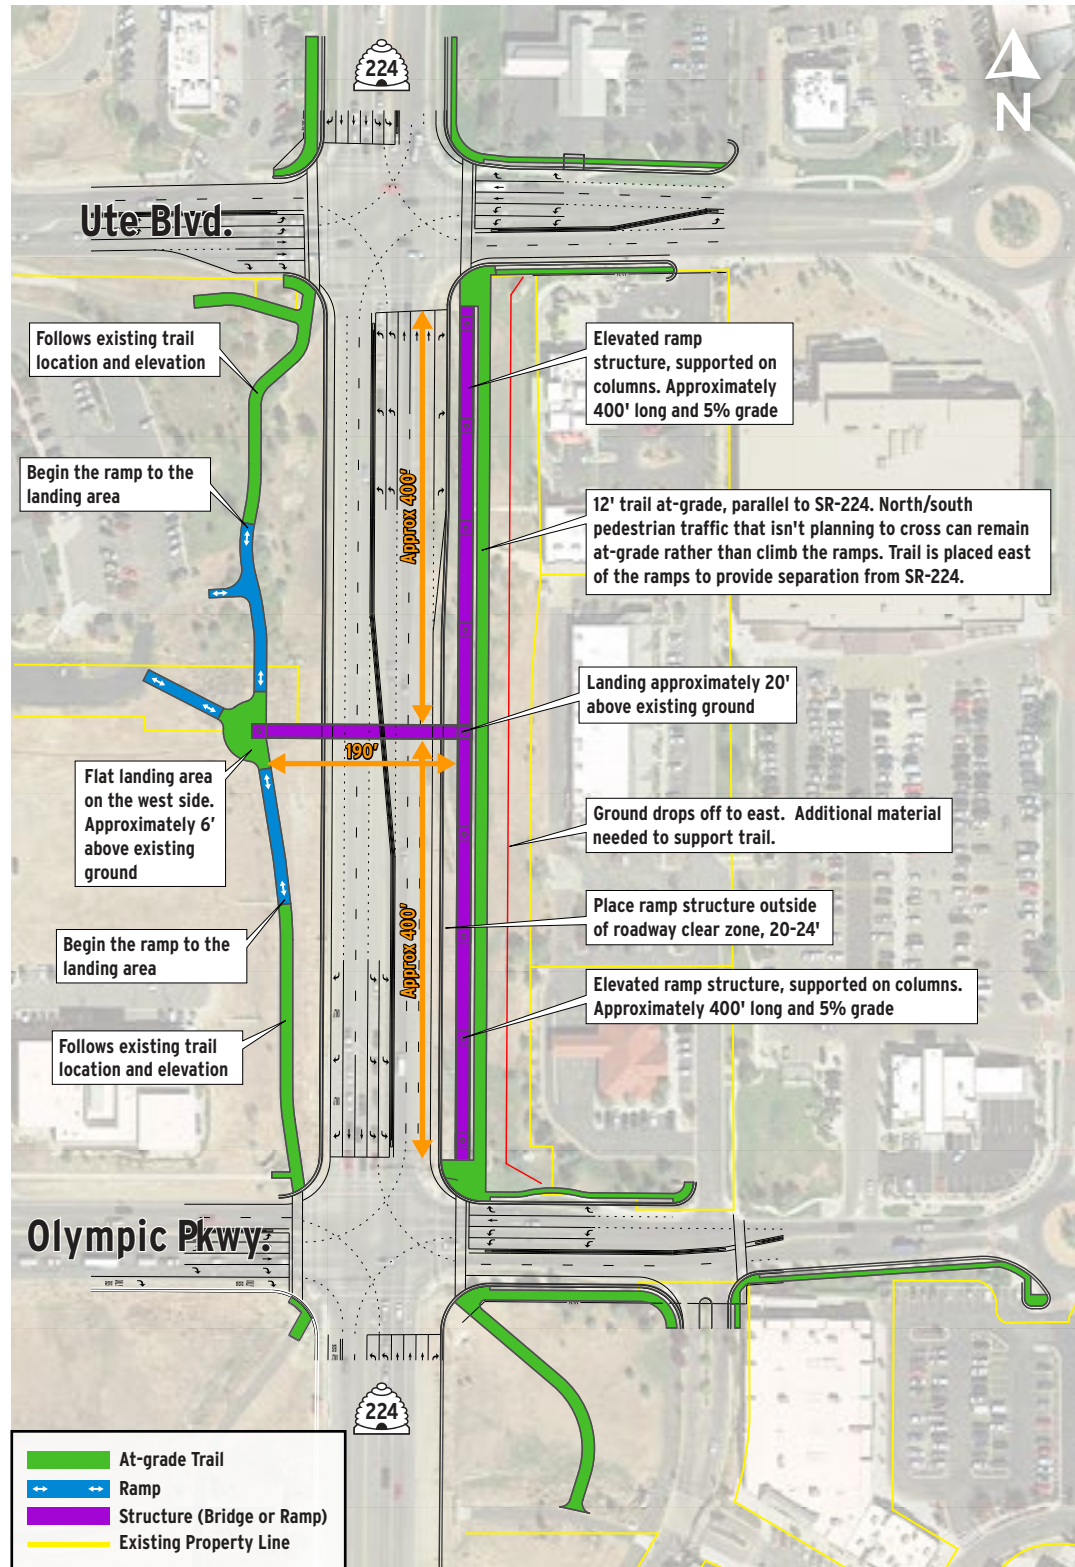 224
N
Ute Blvd.
Follows existing trail
location and elevation
Elevated ramp
structure, supported on
columns. Approximately
400' long and 5% grade
Begin the ramp to the
landing area
Approx 400'
12' trail at-grade, parallel to SR-224. North/south
pedestrian traffic that isn't planning to cross can remain
at-grade rather than climb the ramps. Trail is placed east
of the ramps to provide separation from SR-224.
Landing approximately 20'
above existing ground
190'
Flat landing area
on the west side.
Approximately 6'
above existing
ground
Ground drops off to east. Additional material
needed to support trail.
Approx 400'
Place ramp structure outside
of roadway clear zone, 20-24'
Begin the ramp to the
landing area
Elevated ramp structure, supported on columns.
Approximately 400' long and 5% grade
Follows existing trail
location and elevation
Olympic Pkwy.
224
At-grade Trail
Ramp
Structure (Bridge or Ramp)
Existing Property Line